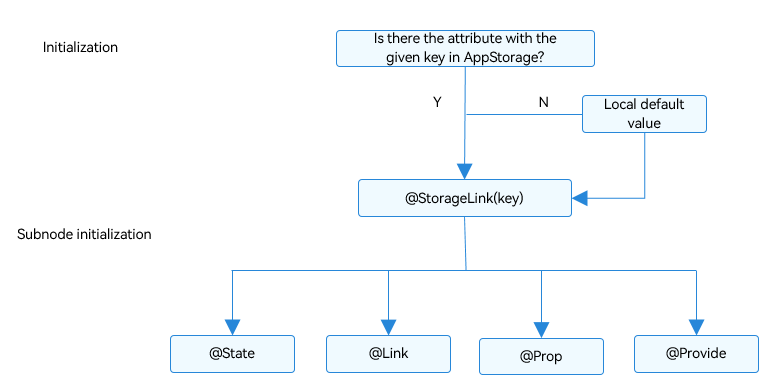 Initialization
Is there the attribute with the
given key in AppStorage?
Y
N
Local default
value
@StorageLink(key)
Subnode initialization
@State
@Link
@Prop
@Provide